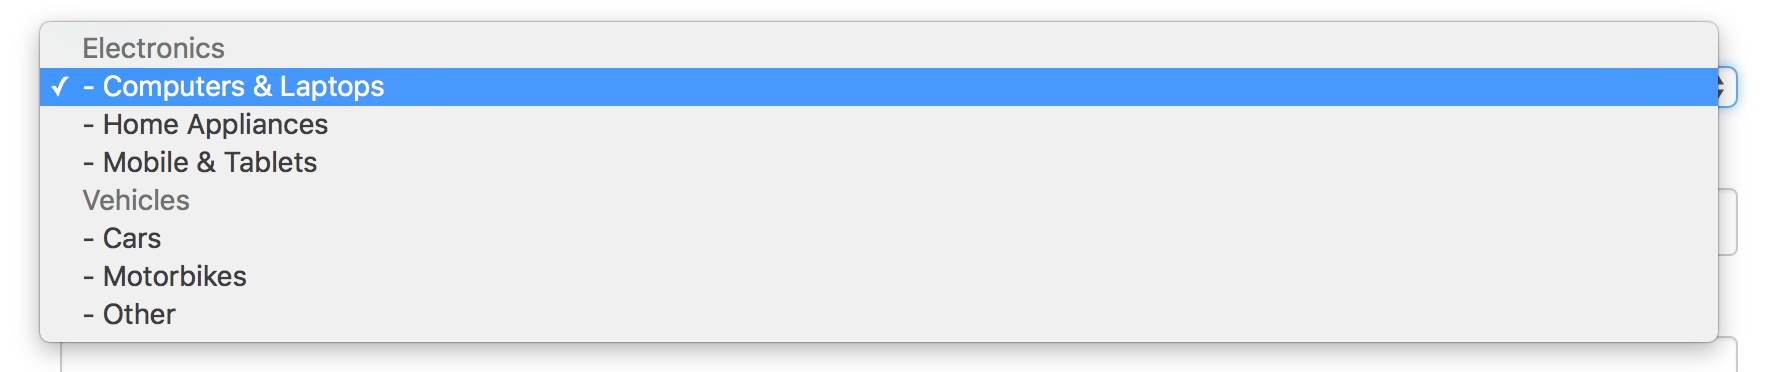 Electronics
✓ - Computers & Laptops
- Home Appliances
- Mobile & Tablets
Vehicles
- Cars
- Motorbikes
- Other